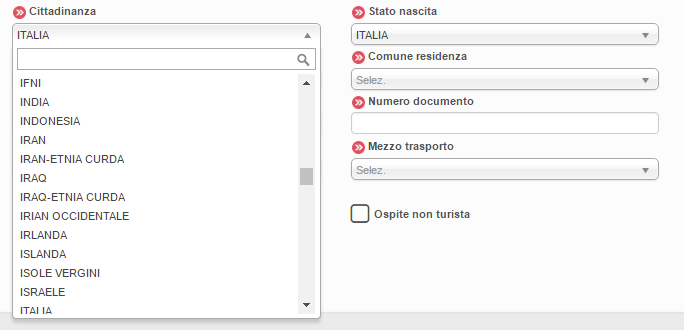 Cittadinanza
ITALIA
IFNI
INDIA
INDONESIA
IRAN
IRAN-ETNIA CURDA
IRAQ
IRAQ-ETNIA CURDA
IRIAN OCCIDENTALE
IRLANDA
ISLANDA
ISOLE VERGINI
ISRAELE
ITALIA
Stato nascita
ITALIA
Comune residenza
Selez.
Numero documento
Mezzo trasporto
Selez.
Ospite non turista